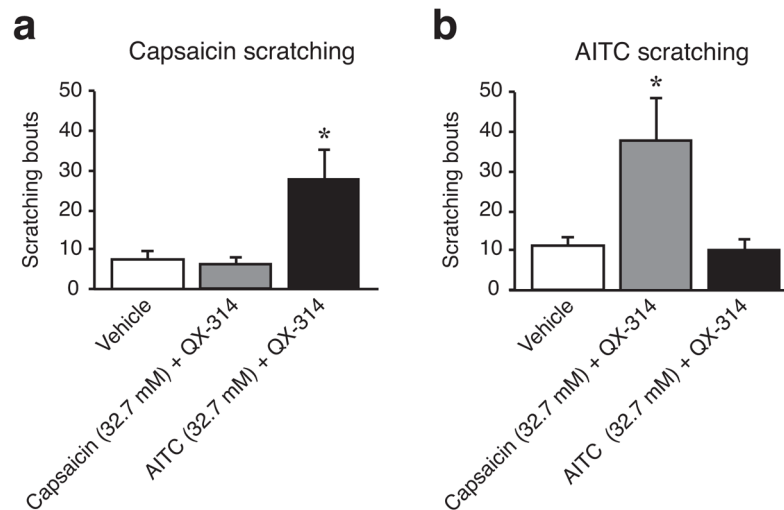 a
Capsaicin scratching
Scratching bouts
50
40
30
20
10
0
*
Vehicle
Capsaicin (32.7 mM) + QX-314
AITC (32.7 mM) + QX-314
b
AITC scratching
Scratching bouts
50
40
30
20
10
0
*
Vehicle
Capsaicin (32.7 mM) + QX-314
AITC (32.7 mM) + QX-314